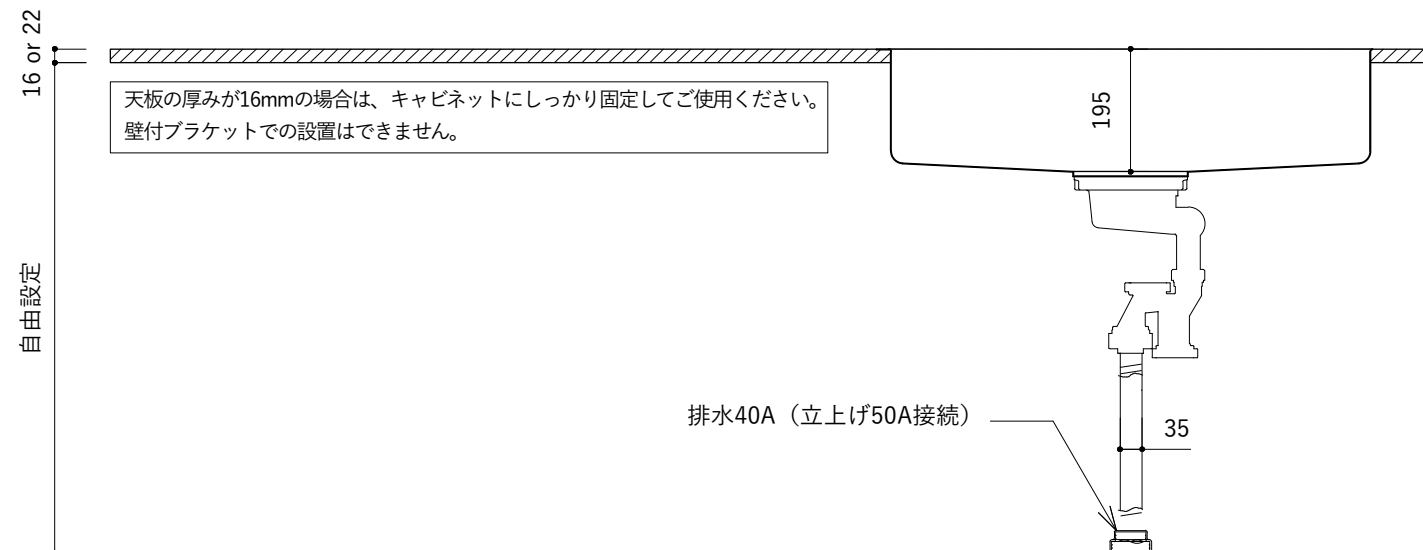 16 or 22
天板の厚みが16mmの場合は、キャビネットにしっかり固定してご使用ください。
壁付ブラケットでの設置はできません。
195
自由設定
排水40A（立上げ50A接続）
35